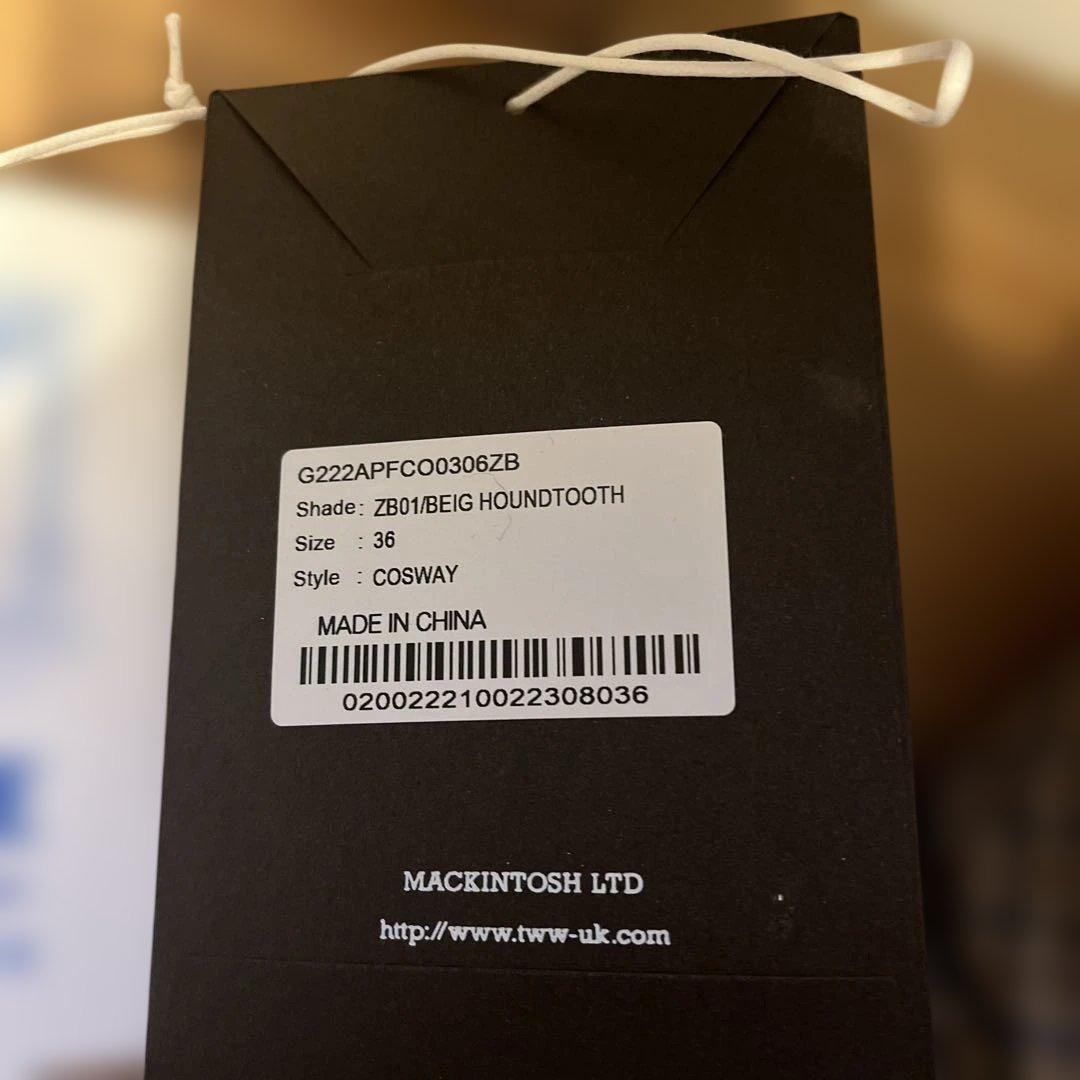 G222APFCO0306ZB
Shade: ZB01/BEIG HOUNDTOOTH
Size : 36
Style : COSWAY
MADE IN CHINA
020022210022308036
MACKINTOSH LTD
http://www.tww-uk.com